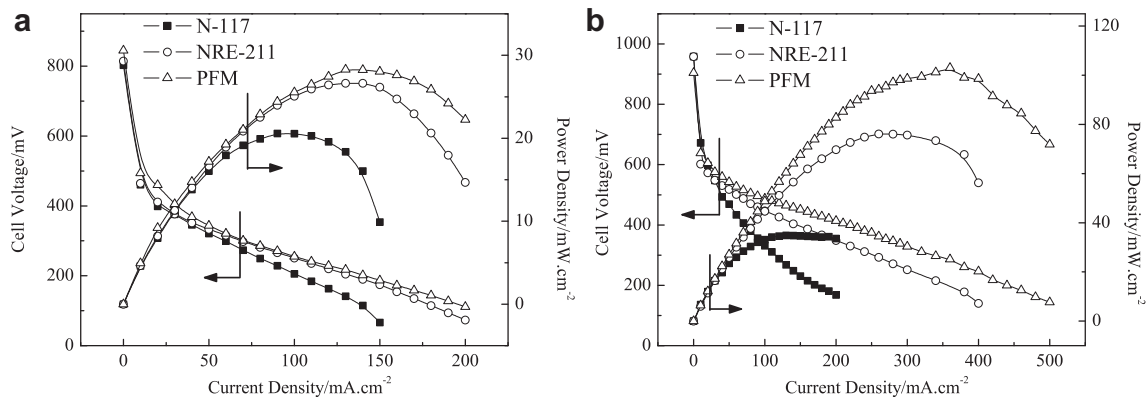 a
N-117
NRE-211
PFM
800
600
400
200
0
Cell Voltage/mV
30
20
10
0
Power Density/mW.cm-2
0 50 100 150 200
Current Density/mA.cm-2
b
N-117
NRE-211
PFM
1000
800
600
400
200
0
Cell Voltage/mV
120
80
40
0
Power Density/mW.cm-2
0 100 200 300 400 500
Current Density/mA.cm-2